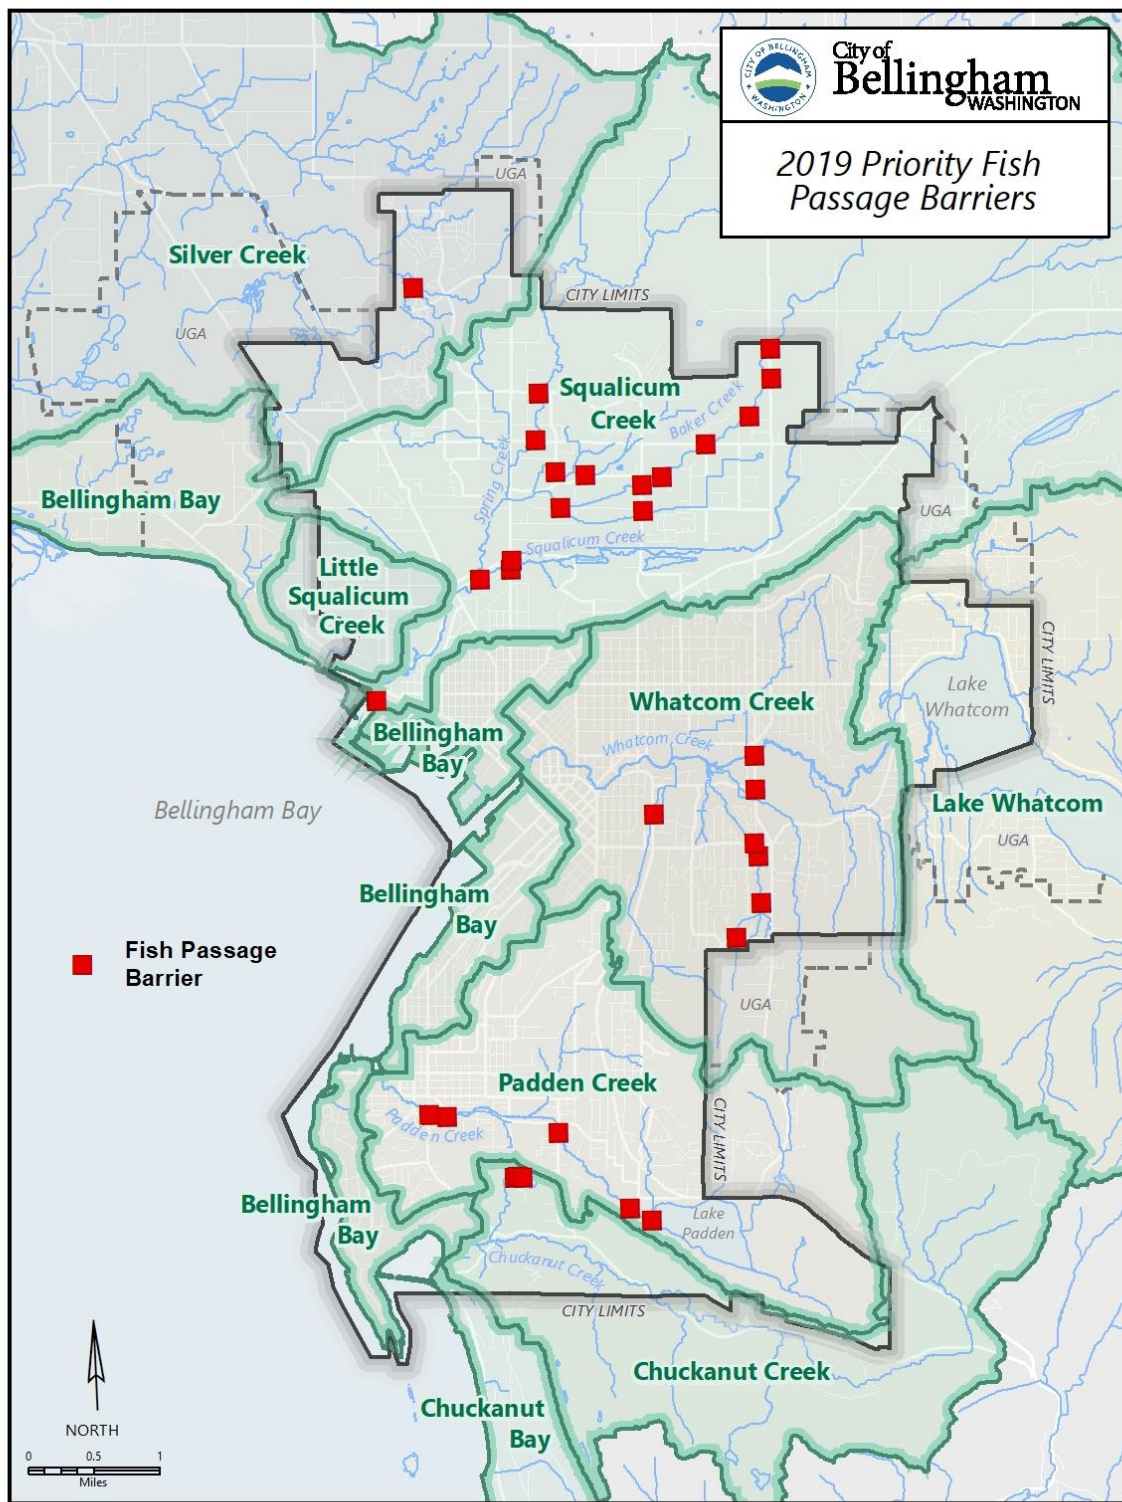 CITY OF BELLINGHAM
WASHINGTON
City of
Bellingham
WASHINGTON
2019 Priority Fish
Passage Barriers
UGA
Silver Creek
CITY LIMITS
UGA
Squalicum
Creek
Baker Creek
Spring Creek
Bellingham Bay
UGA
Squalicum Creek
Little
Squalicum
Creek
CITY LIMITS
Lake
Whatcom
Whatcom Creek
Bellingham
Bay
Whatcom Creek
Bellingham Bay
Lake Whatcom
UGA
Bellingham
Bay
Fish Passage
Barrier
UGA
Padden Creek
Padden Creek
CITY LIMITS
Bellingham
Bay
Lake
Padden
Chuckanut Creek
CITY LIMITS
Chuckanut Creek
Chuckanut
Bay
NORTH
0 0.5 1
Miles